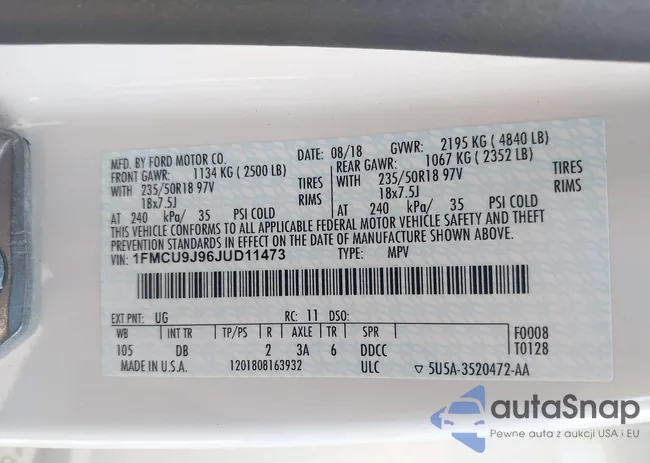 MFD. BY FORD MOTOR CO.
DATE: 08/18 GVWR: 2195 KG ( 4840 LB)
FRONT GAWR: 1134 KG ( 2500 LB) REAR GAWR: 1067 KG ( 2352 LB)
WITH 235/50R18 97V TIRES WITH 235/50R18 97V TIRES
18x7.5J RIMS 18x7.5J RIMS
AT 240 kPa/ 35 PSI COLD AT 240 kPa/ 35 PSI COLD
THIS VEHICLE CONFORMS TO ALL APPLICABLE FEDERAL MOTOR VEHICLE SAFETY AND THEFT
PREVENTION STANDARDS IN EFFECT ON THE DATE OF MANUFACTURE SHOWN ABOVE.
VIN: 1FMCU9J96JUD11473 TYPE: MPV
EXT PNT: UG RC: 11 DSO:
WB INT TR TP/PS R AXLE TR SPR F0008
105 DB 2 3A 6 DDCC T0128
MADE IN U.S.A. 1201808163932 ULC ▽ 5U5A-3520472-AA
autaSnap
Pewne auta z aukcji USA i EU